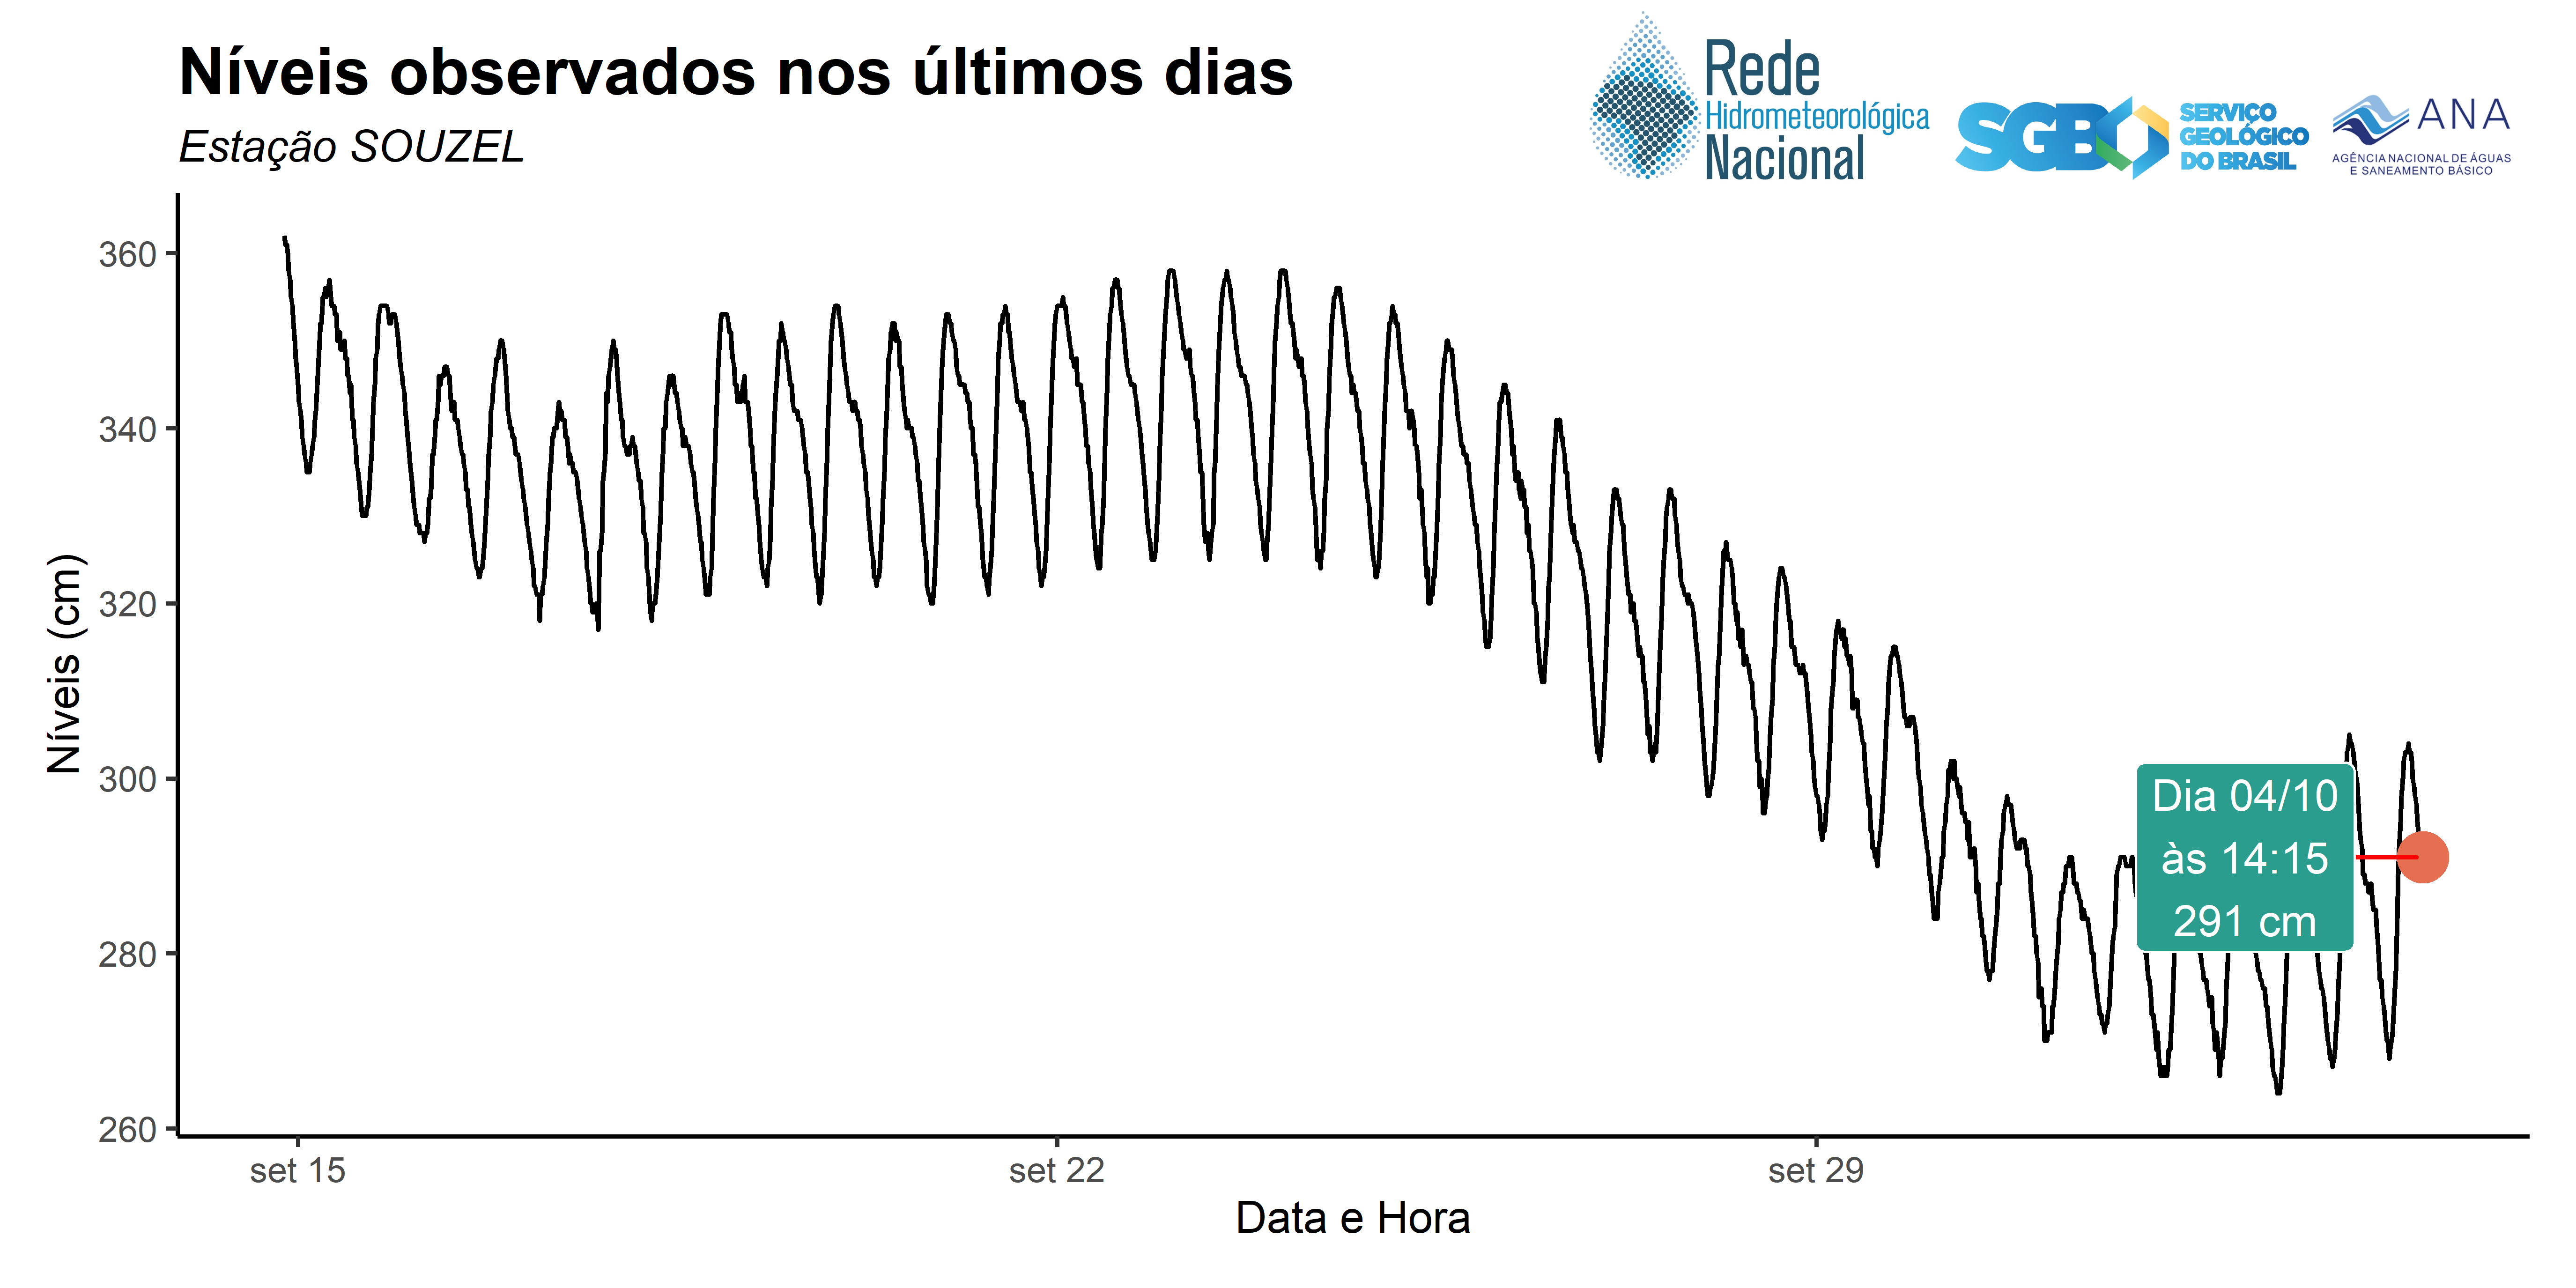 Níveis observados nos últimos dias
Estação SOUZEL
Rede
Hidrometeorológica
Nacional
SGB
SERVIÇO
GEOLÓGICO
DO BRASIL
ANA
AGÊNCIA NACIONAL DE ÁGUAS
E SANEAMENTO BÁSICO
Níveis (cm)
360
340
320
300
280
260
Dia 04/10
às 14:15
291 cm
set 15
set 22
set 29
Data e Hora